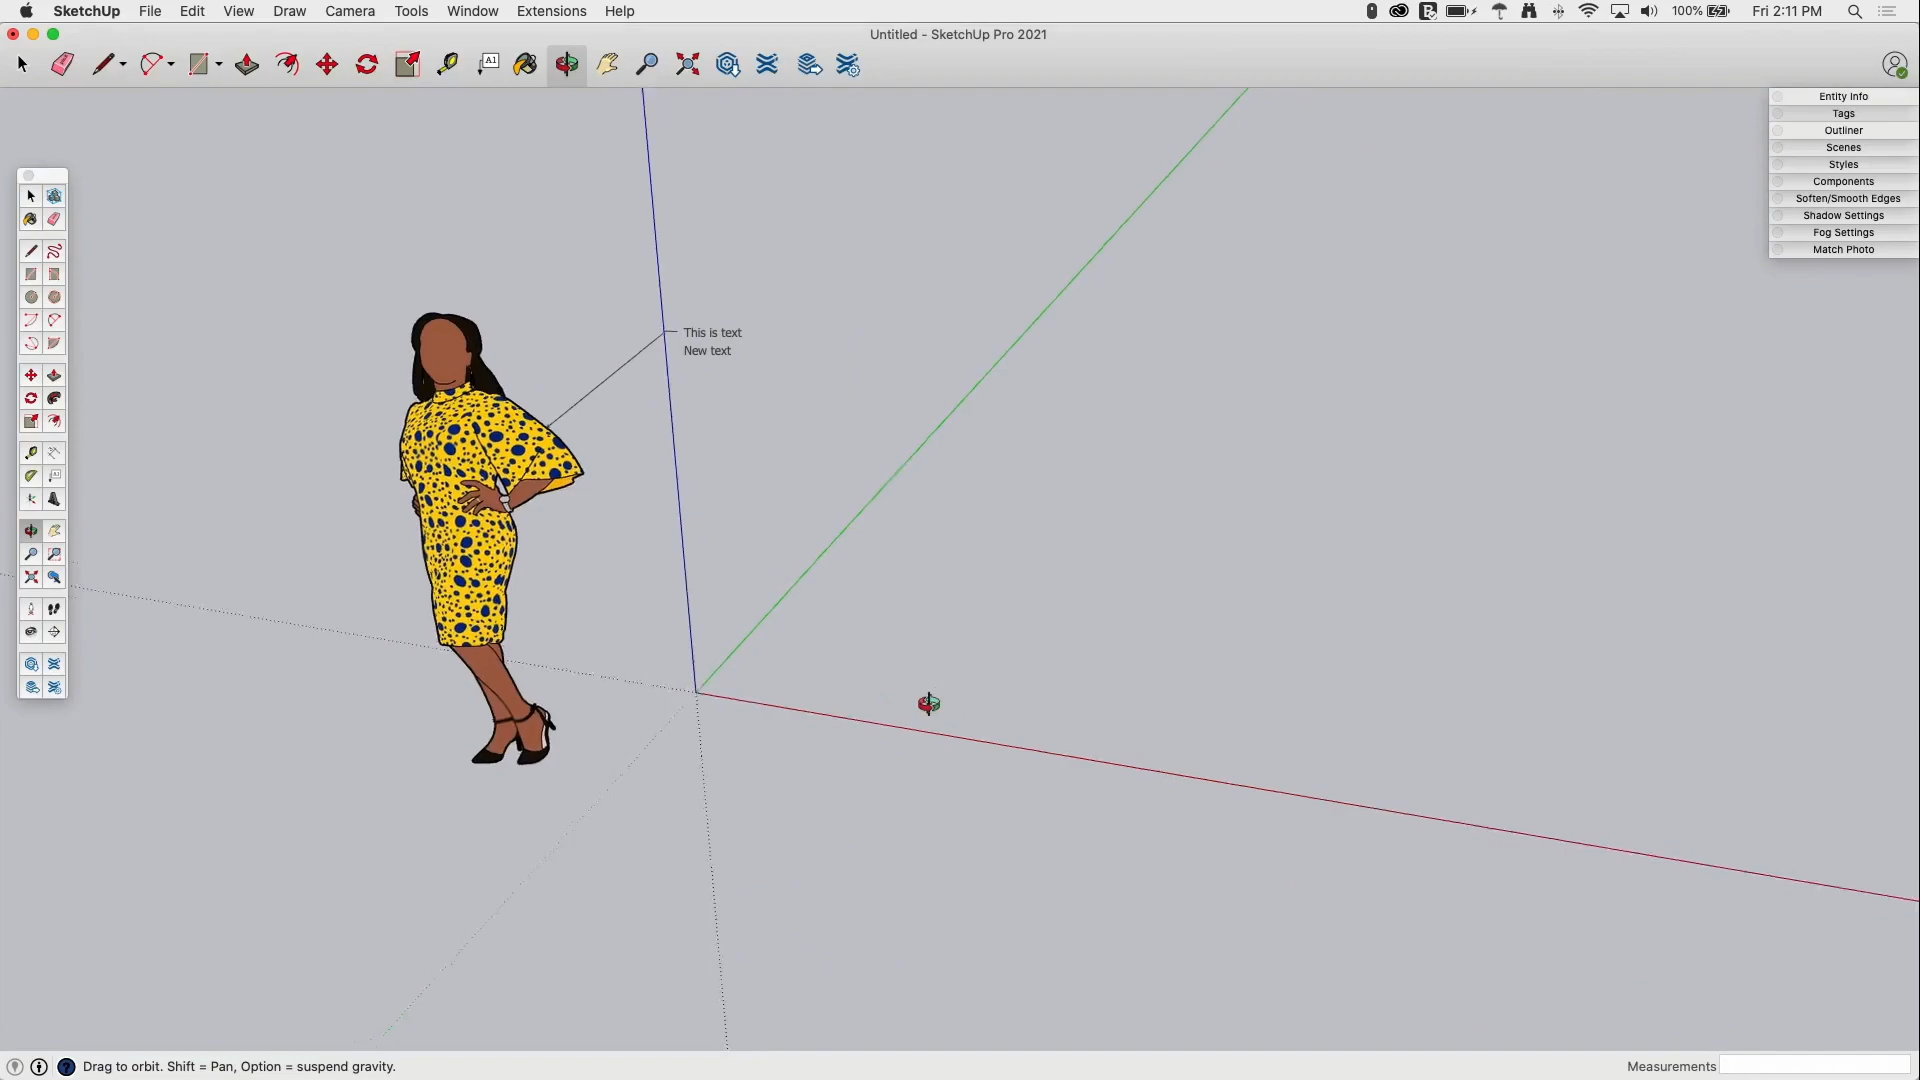 SketchUp File Edit View Draw Camera Tools Window Extensions Help
100% Fri 2:11 PM
Untitled - SketchUp Pro 2021
A1
Entity Info
Tags
Outliner
Scenes
Styles
Components
Soften/Smooth Edges
Shadow Settings
Fog Settings
Match Photo
This is text
New text
Drag to orbit. Shift = Pan, Option = suspend gravity.
Measurements